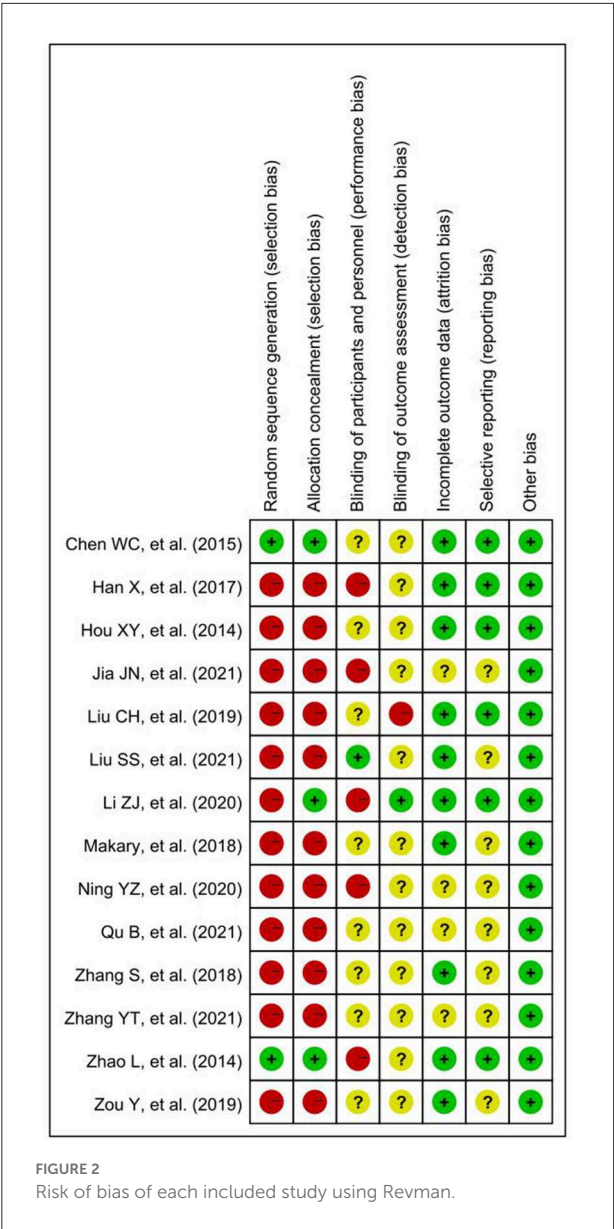 Random sequence generation (selection bias)
Allocation concealment (selection bias)
Blinding of participants and personnel (performance bias)
Blinding of outcome assessment (detection bias)
Incomplete outcome data (attrition bias)
Selective reporting (reporting bias)
Other bias
Chen WC, et al. (2015) + + ? ? + + +
Han X, et al. (2017) - - - ? + + +
Hou XY, et al. (2014) - - ? ? + + +
Jia JN, et al. (2021) - - - ? ? ? +
Liu CH, et al. (2019) - - ? - + + +
Liu SS, et al. (2021) - - + ? + ? +
Li ZJ, et al. (2020) - + - + + + +
Makary, et al. (2018) - - ? ? + ? +
Ning YZ, et al. (2020) - - - ? ? ? +
Qu B, et al. (2021) - - ? ? ? ? +
Zhang S, et al. (2018) - - ? ? + ? +
Zhang YT, et al. (2021) - - ? ? ? ? +
Zhao L, et al. (2014) + + - ? + + +
Zou Y, et al. (2019) - - ? ? + ? +
FIGURE 2
Risk of bias of each included study using Revman.